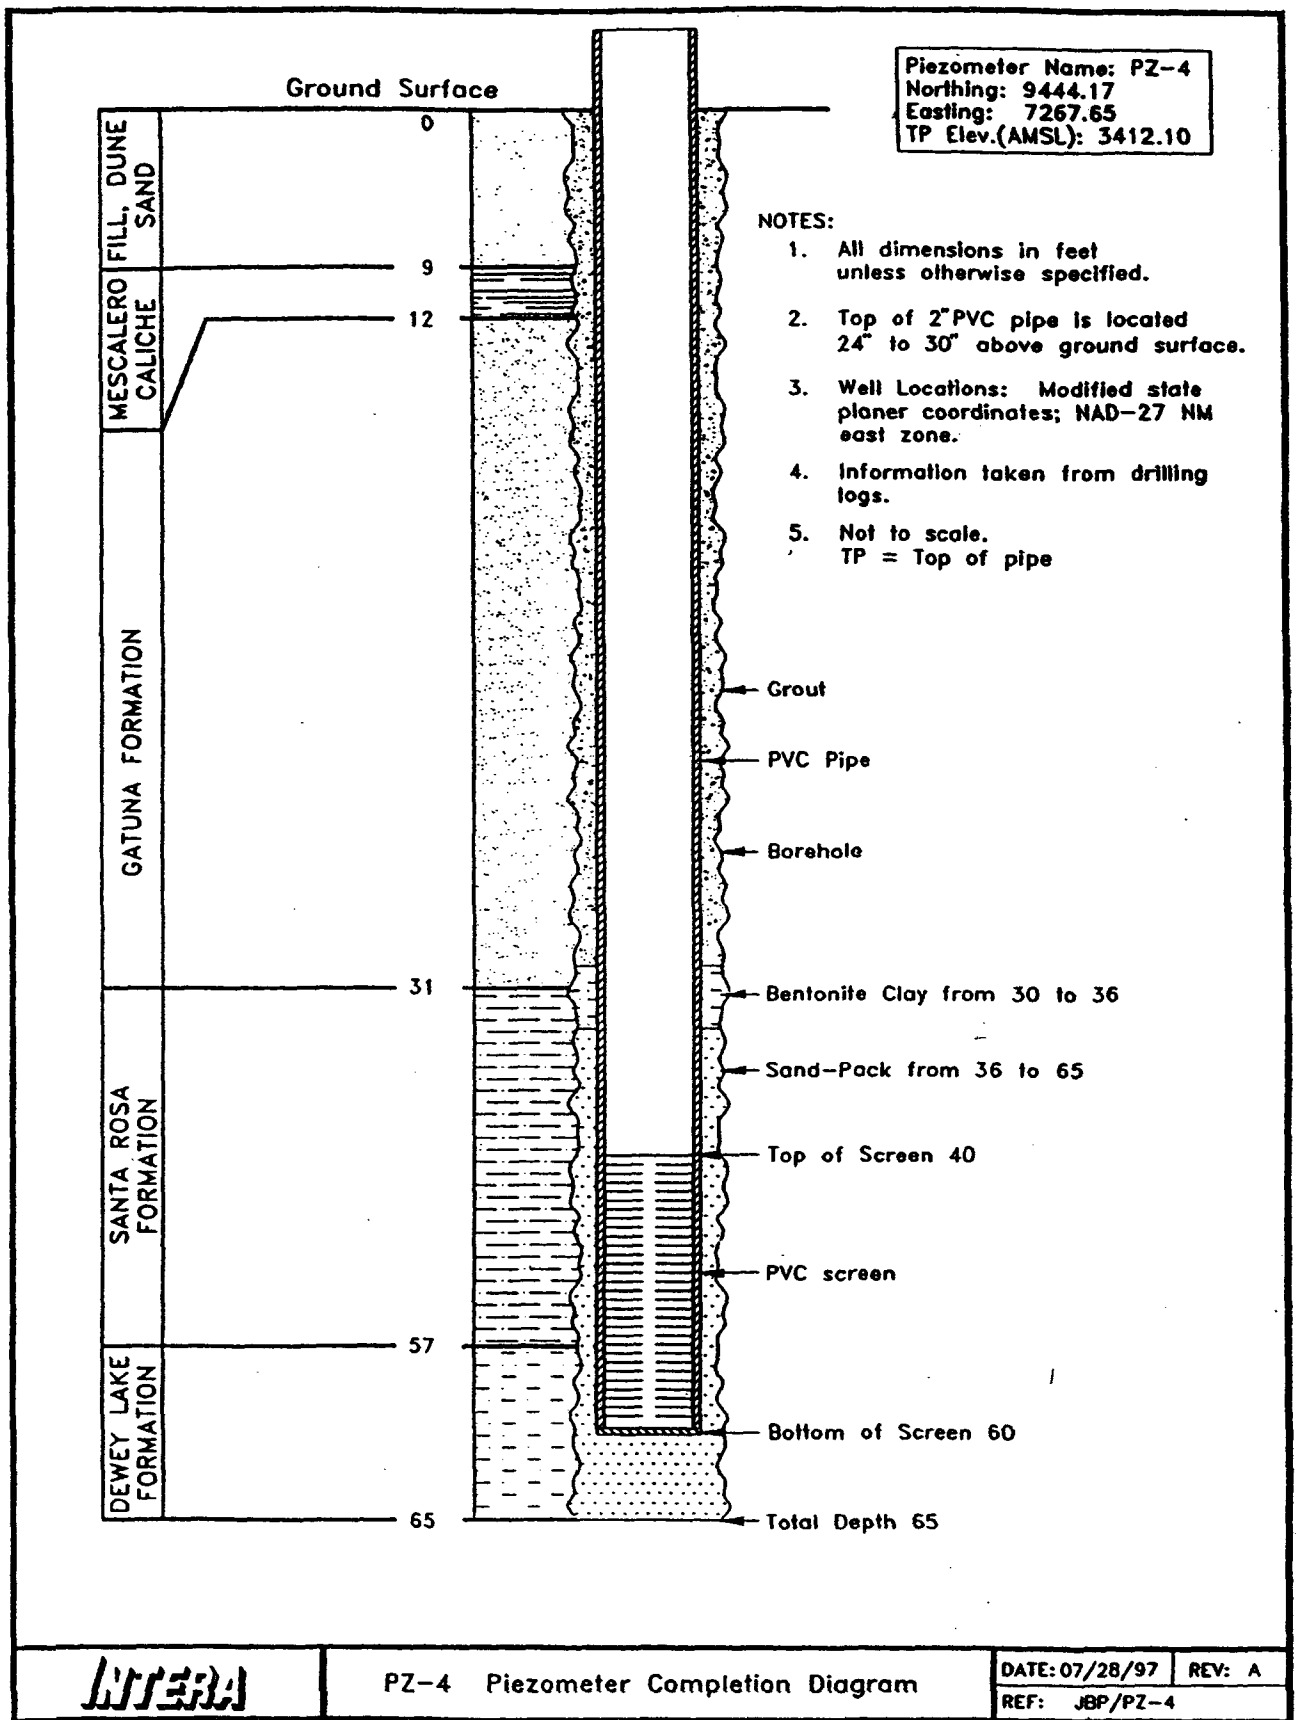 Piezometer Name: PZ-4
Northing: 9444.17
Easting: 7267.65
TP Elev.(AMSL): 3412.10
Ground Surface
0
FILL, DUNE
SAND
9
MESCALERO
CALICHE
12
NOTES:
1. All dimensions in feet
unless otherwise specified.
2. Top of 2"PVC pipe is located
24" to 30" above ground surface.
3. Well Locations: Modified state
planer coordinates; NAD-27 NM
east zone.
4. Information taken from drilling
logs.
5. Not to scale.
TP = Top of pipe
GATUNA FORMATION
Grout
PVC Pipe
Borehole
31
Bentonite Clay from 30 to 36
Sand-Pack from 36 to 65
SANTA ROSA
FORMATION
Top of Screen 40
PVC screen
57
DEWEY LAKE
FORMATION
Bottom of Screen 60
65
Total Depth 65
INTERA
PZ-4 Piezometer Completion Diagram
DATE: 07/28/97
REV: A
REF: JBP/PZ-4